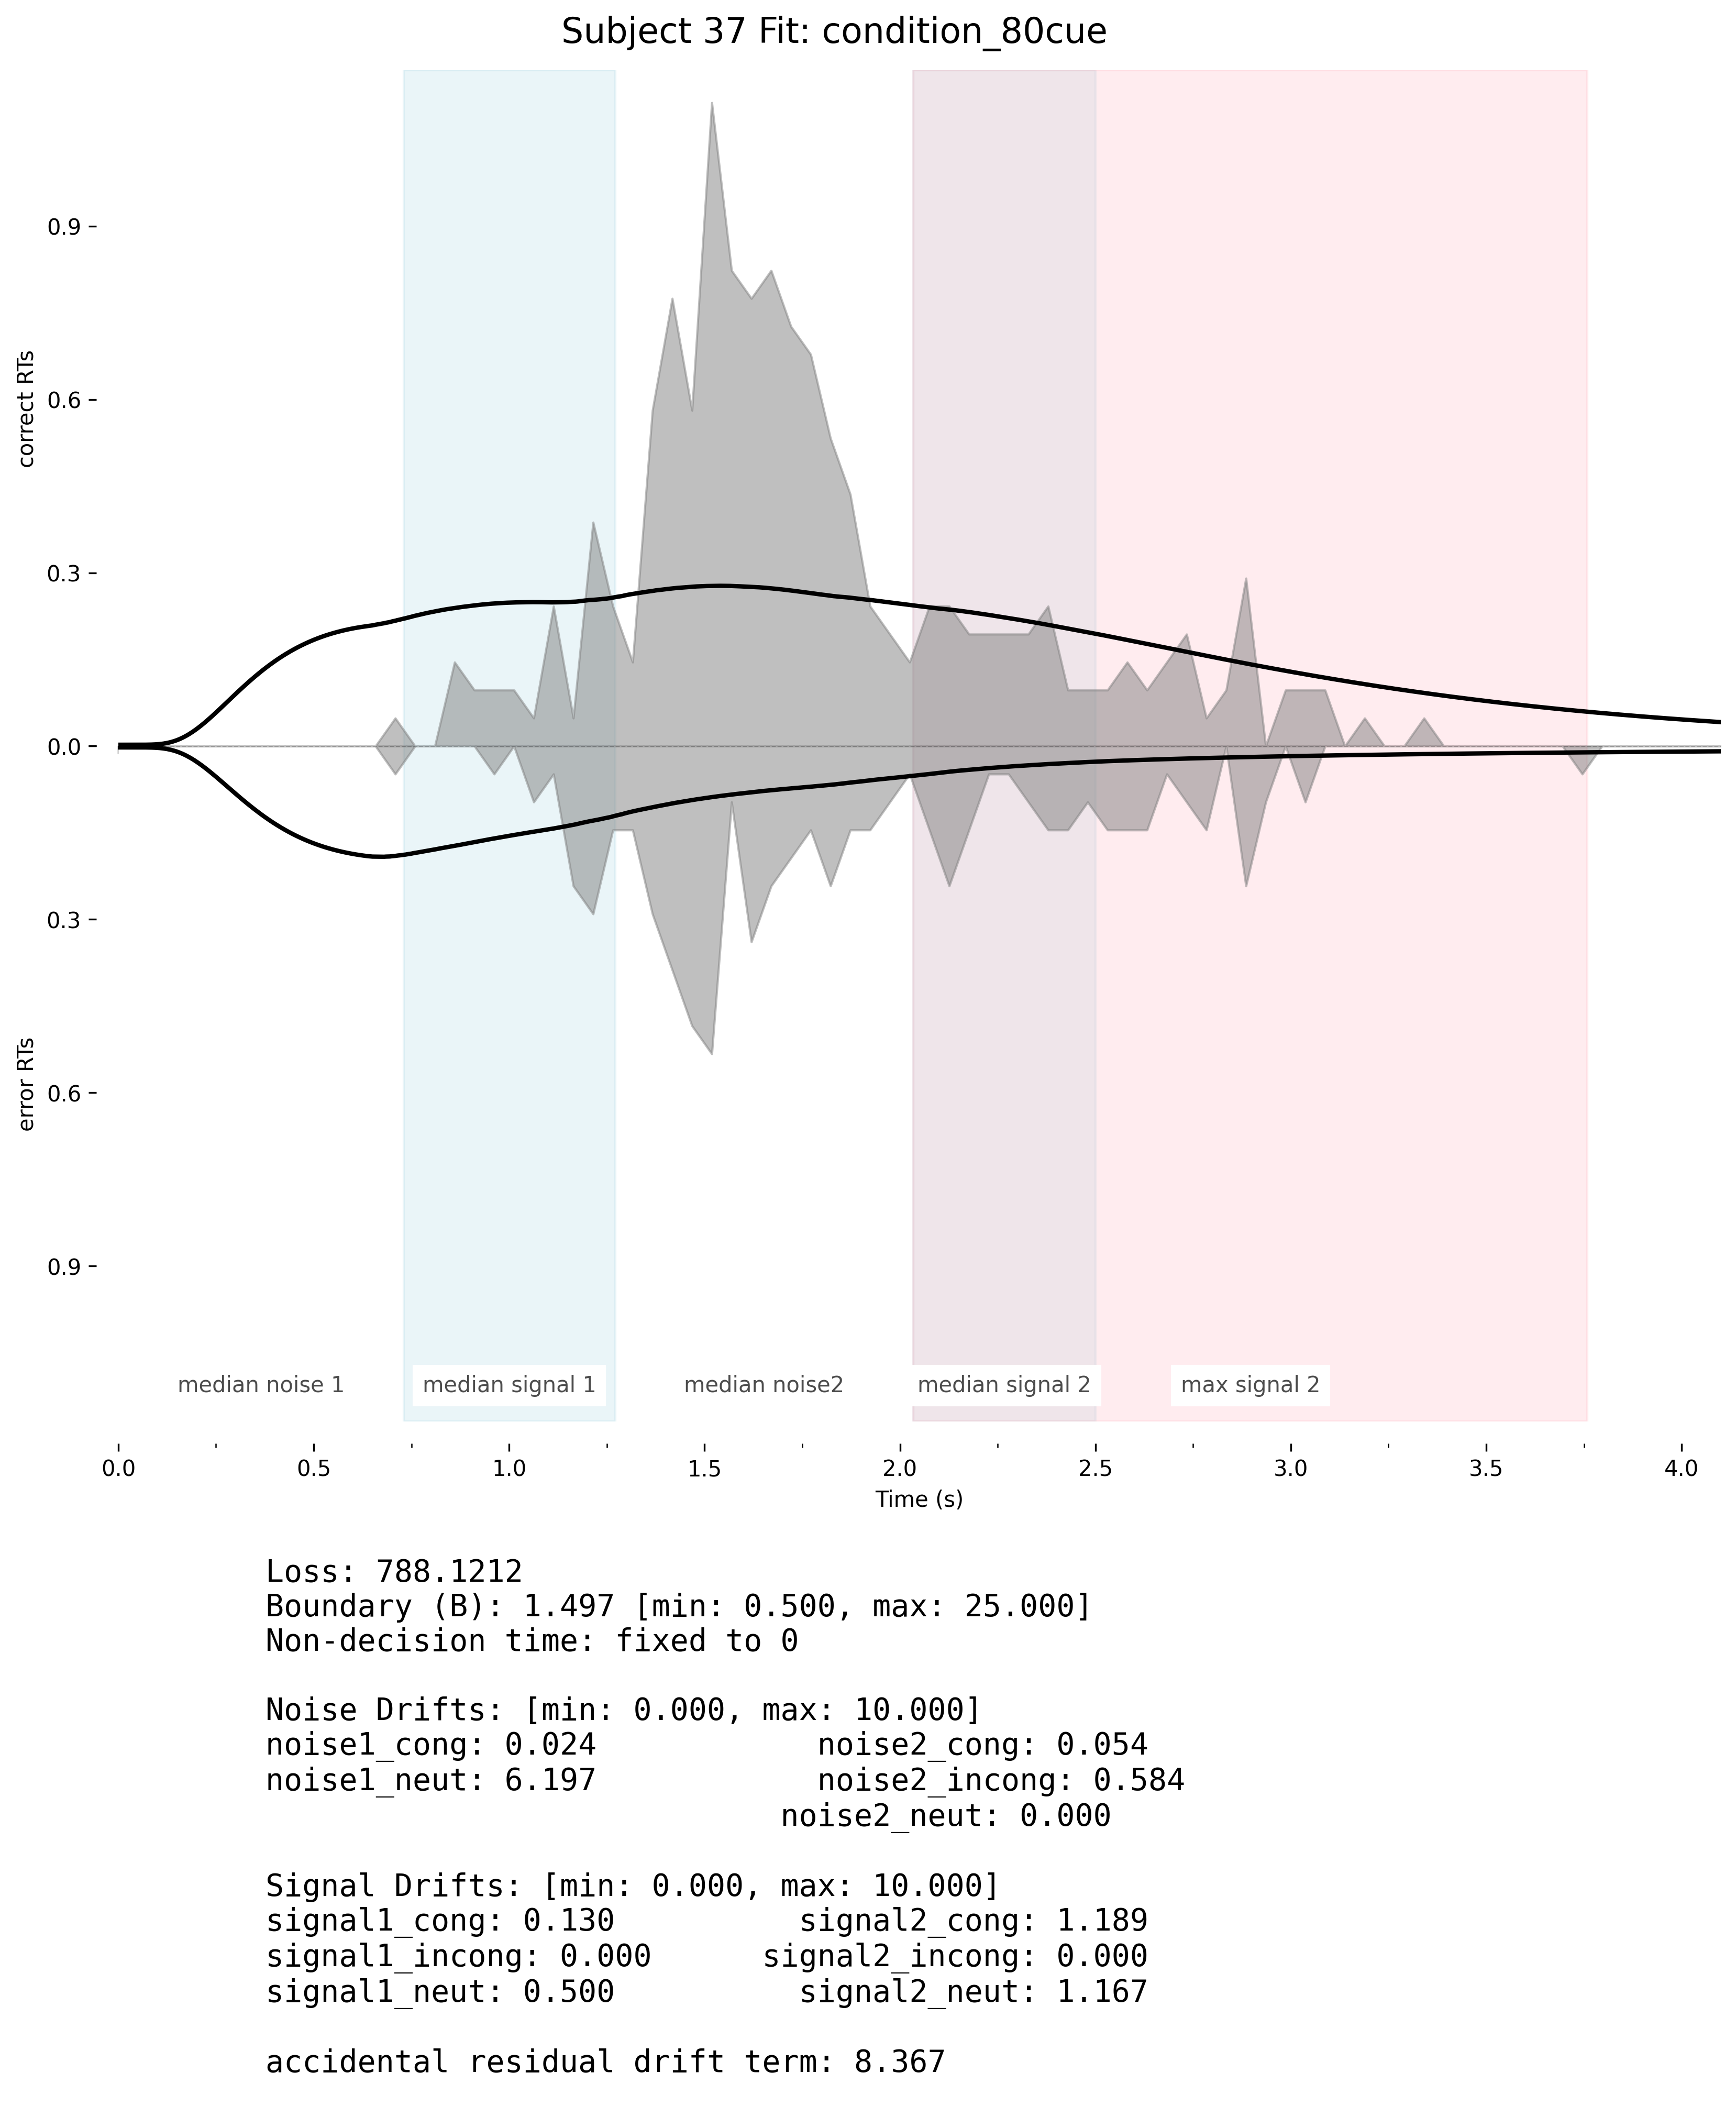 Subject 37 Fit: condition_80cue
correct RTs
error RTs
0.9
0.6
0.3
0.0
0.3
0.6
0.9
median noise 1 median signal 1 median noise2 median signal 2 max signal 2
0.0 0.5 1.0 1.5 2.0 2.5 3.0 3.5 4.0
Time (s)
Loss: 788.1212
Boundary (B): 1.497 [min: 0.500, max: 25.000]
Non-decision time: fixed to 0
Noise Drifts: [min: 0.000, max: 10.000]
noise1_cong: 0.024 noise2_cong: 0.054
noise1_neut: 6.197 noise2_incong: 0.584
noise2_neut: 0.000
Signal Drifts: [min: 0.000, max: 10.000]
signal1_cong: 0.130 signal2_cong: 1.189
signal1_incong: 0.000 signal2_incong: 0.000
signal1_neut: 0.500 signal2_neut: 1.167
accidental residual drift term: 8.367